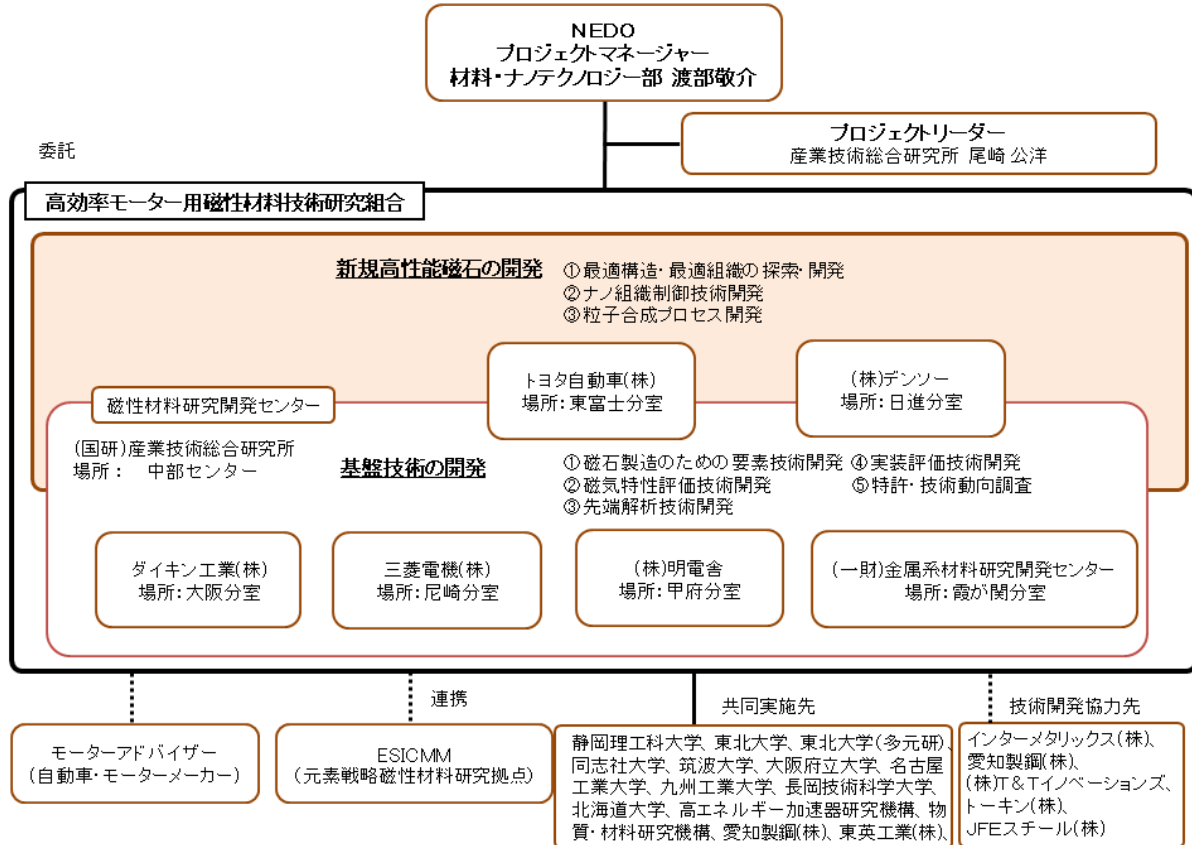 NEDO
プロジェクトマネージャー
材料・ナノテクノロジー部 渡部敬介
プロジェクトリーダー
産業技術総合研究所 尾崎 公洋
委託
高効率モーター用磁性材料技術研究組合
新規高性能磁石の開発
①最適構造・最適組織の 探索・開発
②ナノ組織制御技術開発
③粒子合成プロセス開発
トヨタ自動車(株)
場所：東富士分室
(株)デンソー
場所：日進分室
磁性材料研究開発センター
(国研)産業技術総合研究所
場所： 中部センター
基盤技術の開発
①磁石製造のための 要素技術開発 ④実装評価技術開発
②磁気特性評価技術開発 ⑤特許・技術動向調査
③先端解析技術開発
ダイキン工業(株)
場所：大阪分室
三菱電機(株)
場所：尼崎分室
(株)明電舎
場所：甲府分室
(一財)金属系材料研究開発センター
場所：霞が関分室
連携
共同実施先
技術開発協力先
モーターアドバイザー
(自動車・モーターメーカー)
ESICMM
(元素戦略磁性材料研究拠点)
静岡理工科大学、東北大学、東北大学(多元研)、
同志社大学、筑波大学、大阪府立大学、名古屋
工業大学、九州工業大学、長岡技術科学大学、
北海道大学、高エネルギー加速器研究機構、物
質・材料研究機構、愛知製鋼(株)、東英工業(株)、
インターメタリックス(株)、
愛知製鋼(株)、
(株)T＆Tイノベーションズ、
トーキン(株)、
JFEスチール(株)